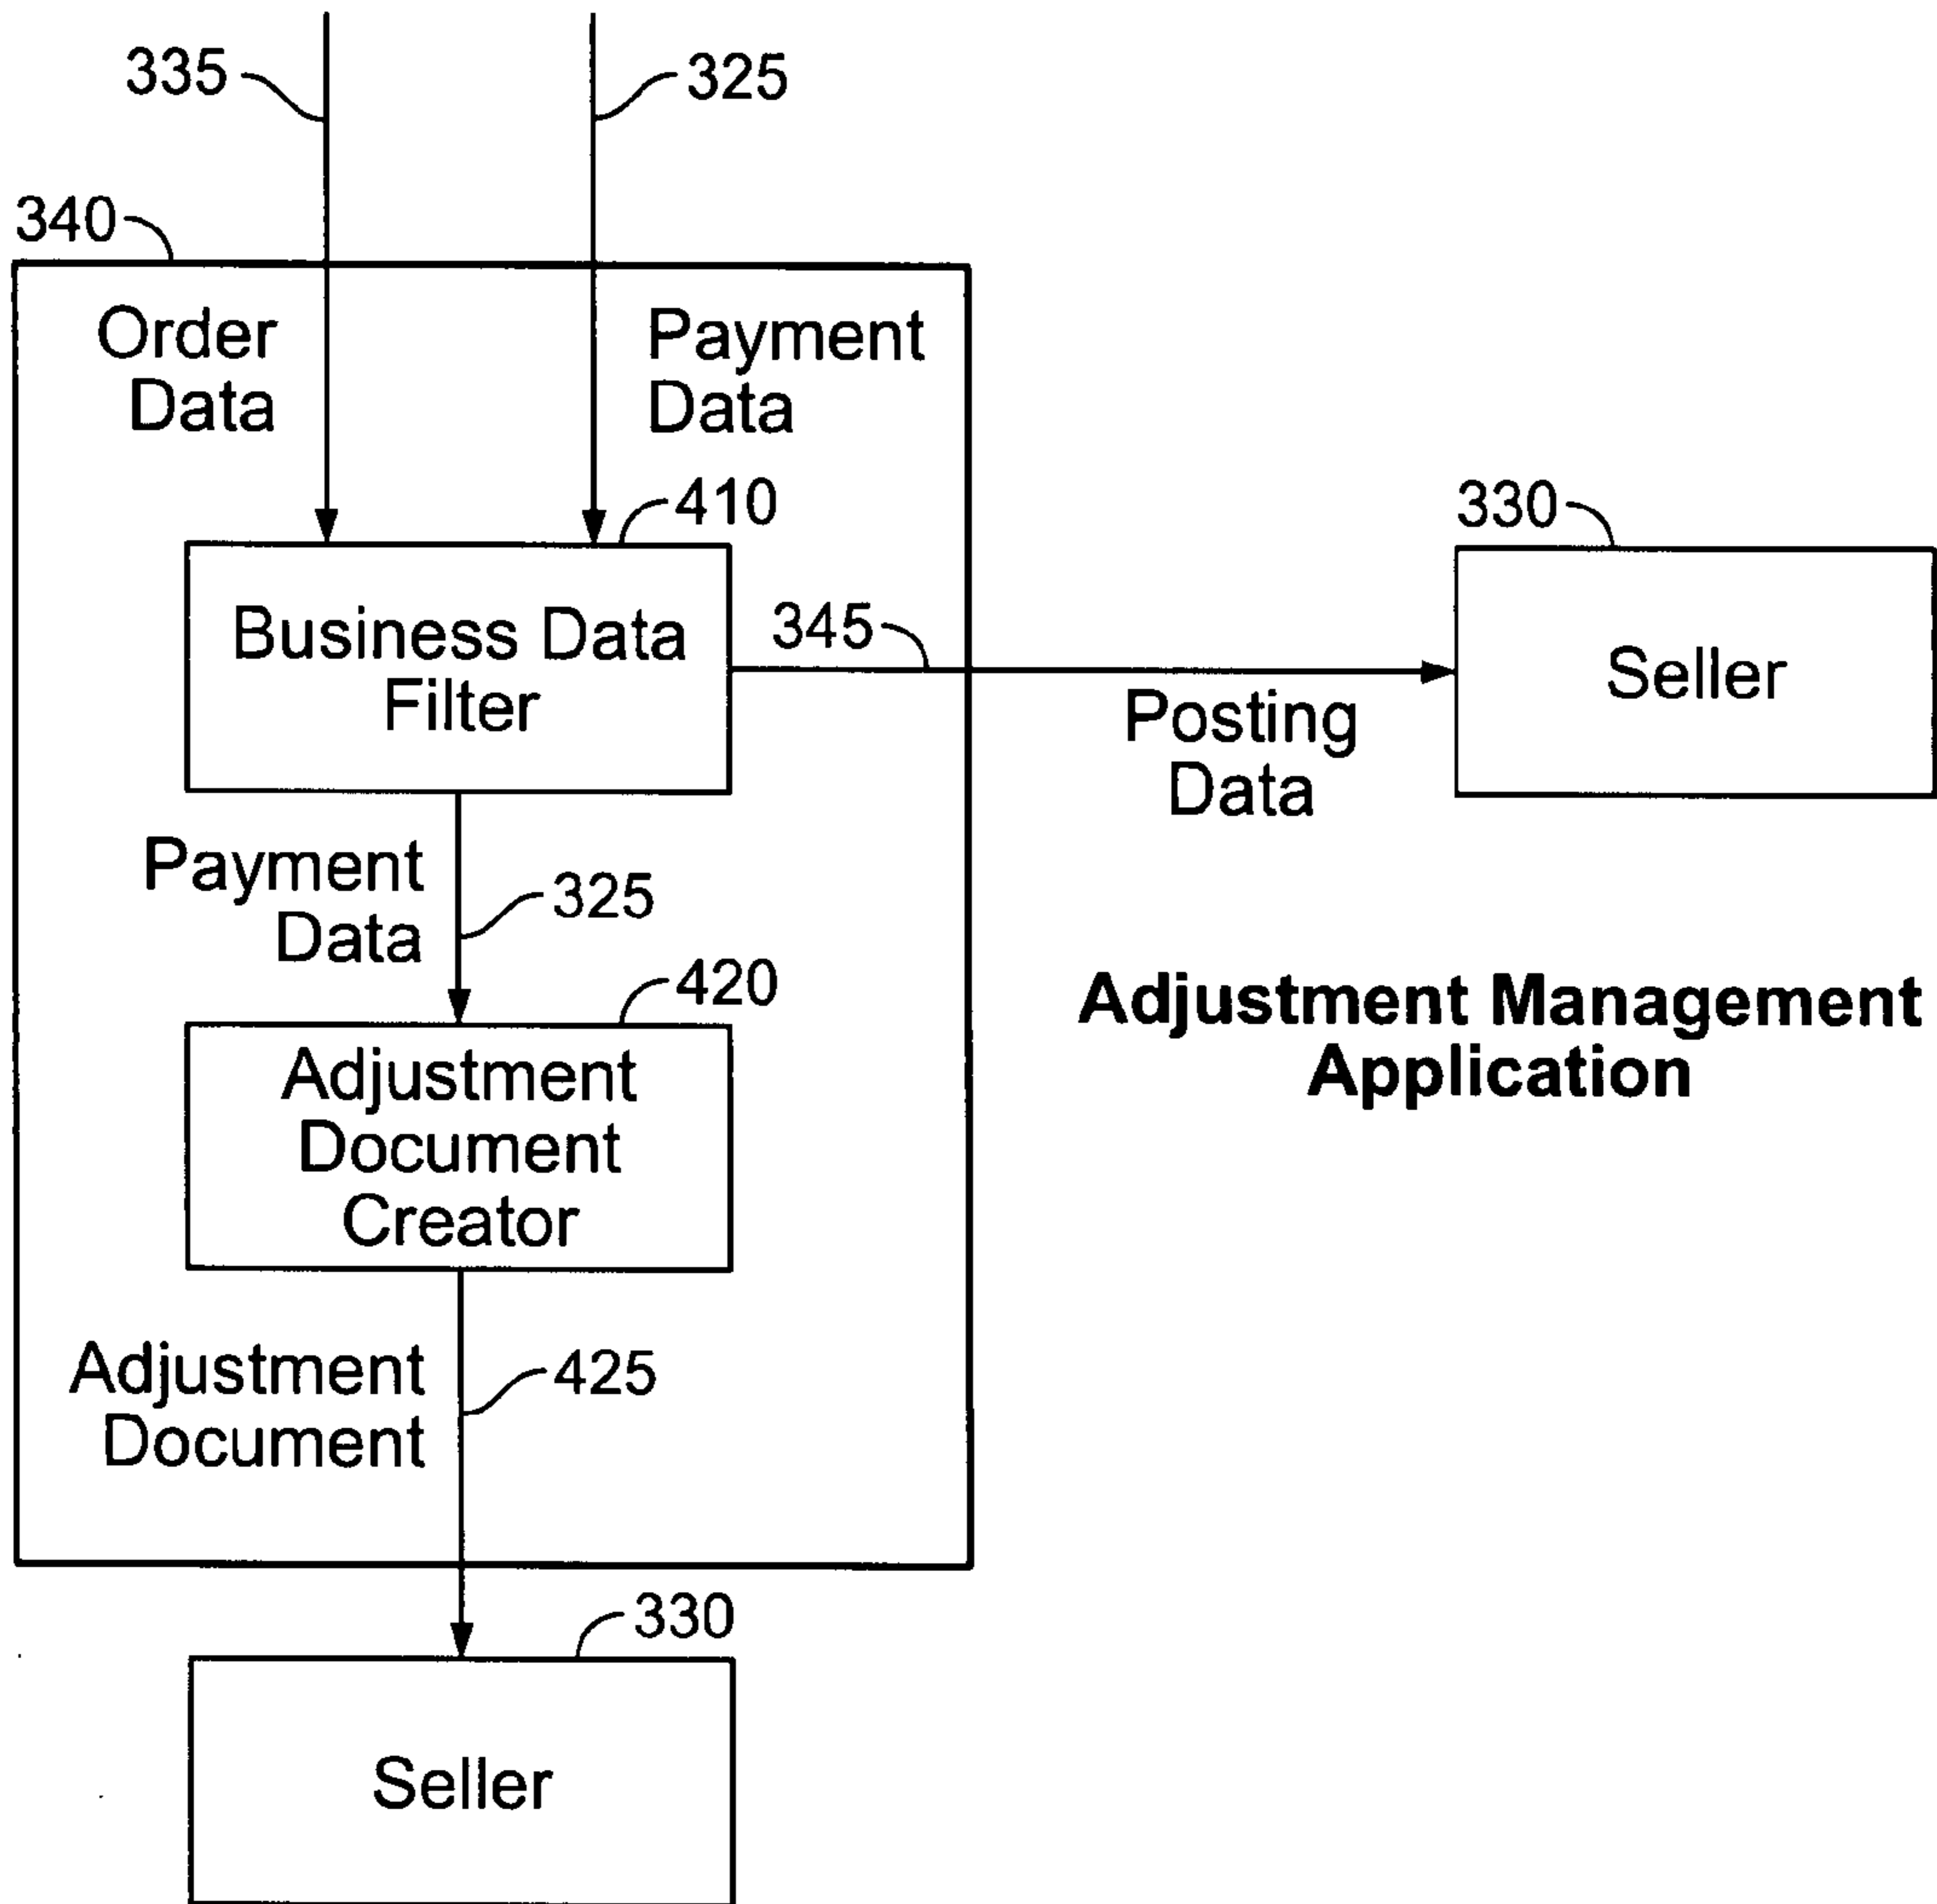 335
325
340
Order
Data
Payment
Data
410
330
Business Data
Filter
345
Seller
Posting
Data
Payment
Data
325
420
Adjustment Management
Application
Adjustment
Document
Creator
Adjustment
Document
425
330
Seller